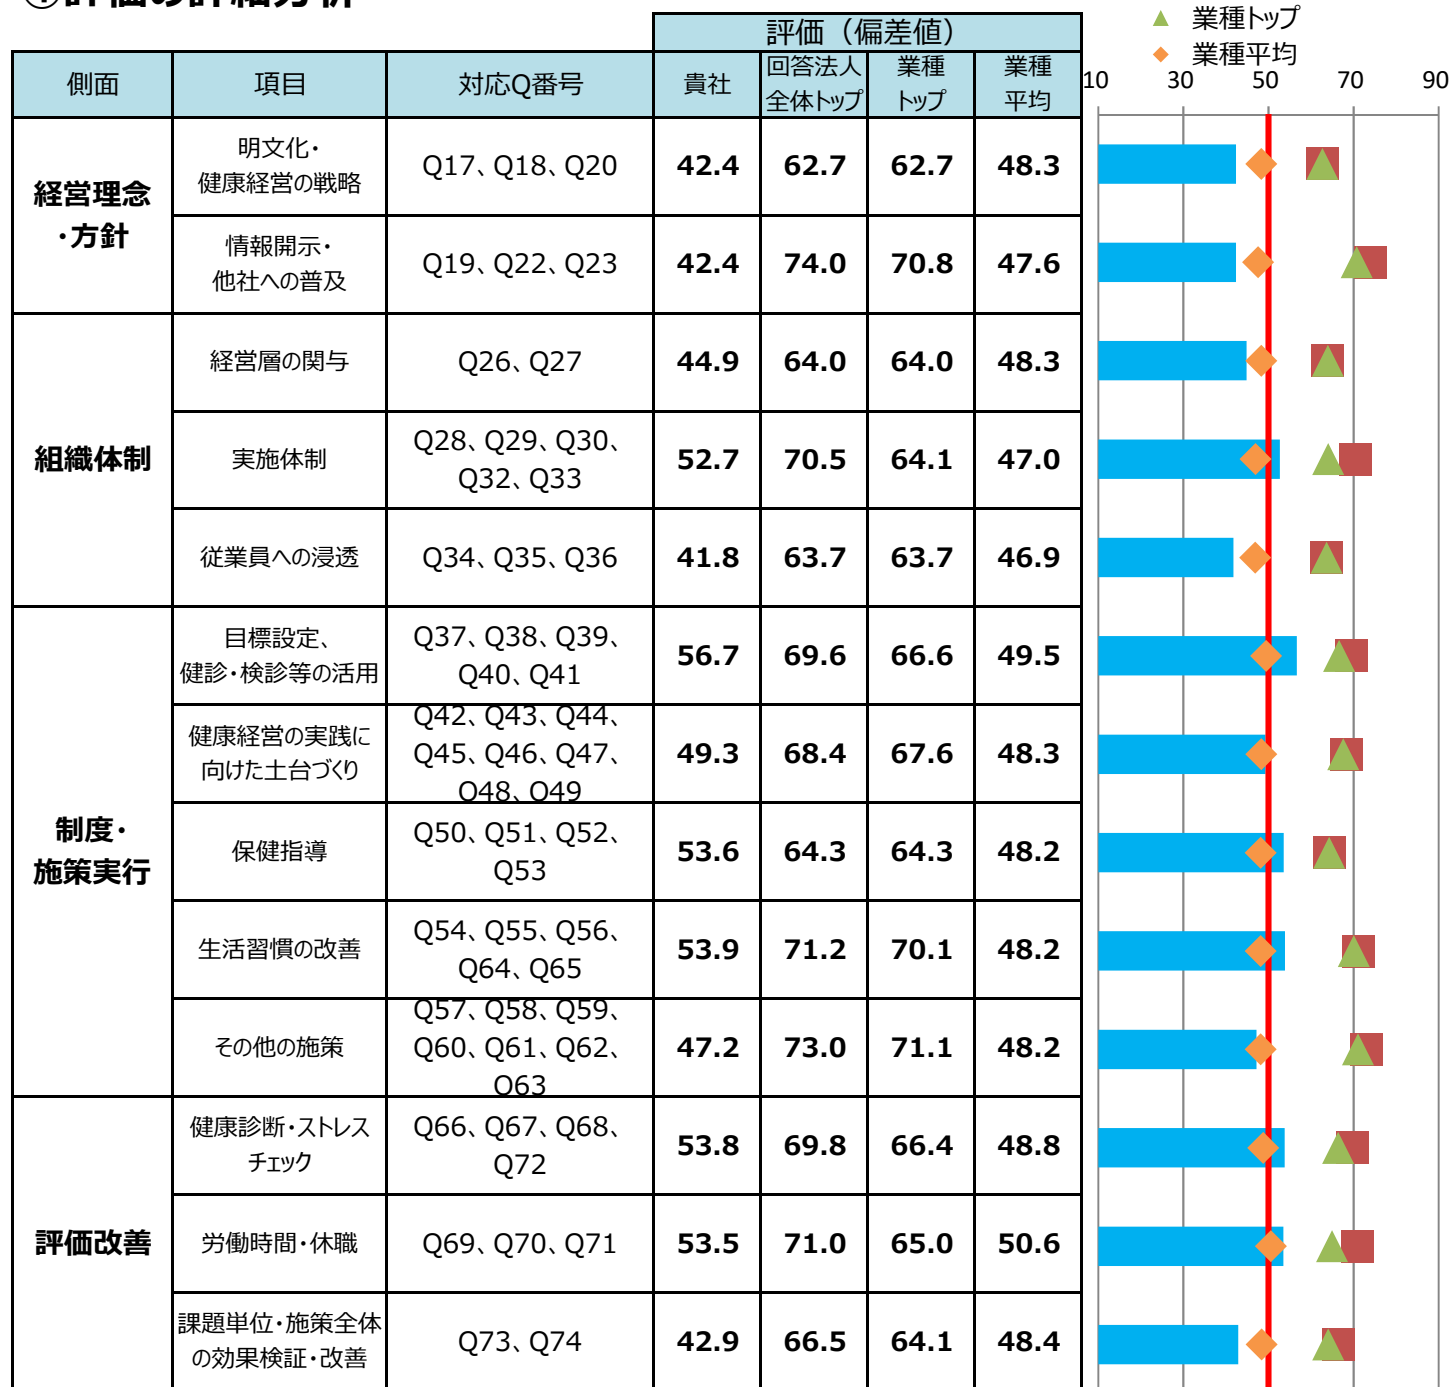 ①評価の詳細分析
▲ 業種トップ
◆ 業種平均
評価（偏差値）
側面 項目 対応Q番号 貴社 回答法人 業種 業種
全体トップ トップ 平均
10 30 50 70 90
経営理念
・方針
明文化・
健康経営の戦略
Q17、Q18、Q20 42.4 62.7 62.7 48.3
情報開示・
他社への普及
Q19、Q22、Q23 42.4 74.0 70.8 47.6
組織体制
経営層の関与 Q26、Q27 44.9 64.0 64.0 48.3
実施体制
Q28、Q29、Q30、
Q32、Q33
52.7 70.5 64.1 47.0
従業員への浸透 Q34、Q35、Q36 41.8 63.7 63.7 46.9
制度・
施策実行
目標設定、
健診・検診等の活用
Q37、Q38、Q39、
Q40、Q41
56.7 69.6 66.6 49.5
健康経営の実践に
向けた土台づくり
Q42、Q43、Q44、
Q45、Q46、Q47、
Q48、Q49
49.3 68.4 67.6 48.3
保健指導
Q50、Q51、Q52、
Q53
53.6 64.3 64.3 48.2
生活習慣の改善
Q54、Q55、Q56、
Q64、Q65
53.9 71.2 70.1 48.2
その他の施策
Q57、Q58、Q59、
Q60、Q61、Q62、
Q63
47.2 73.0 71.1 48.2
評価改善
健康診断・ストレス
チェック
Q66、Q67、Q68、
Q72
53.8 69.8 66.4 48.8
労働時間・休職 Q69、Q70、Q71 53.5 71.0 65.0 50.6
課題単位・施策全体
の効果検証・改善
Q73、Q74 42.9 66.5 64.1 48.4